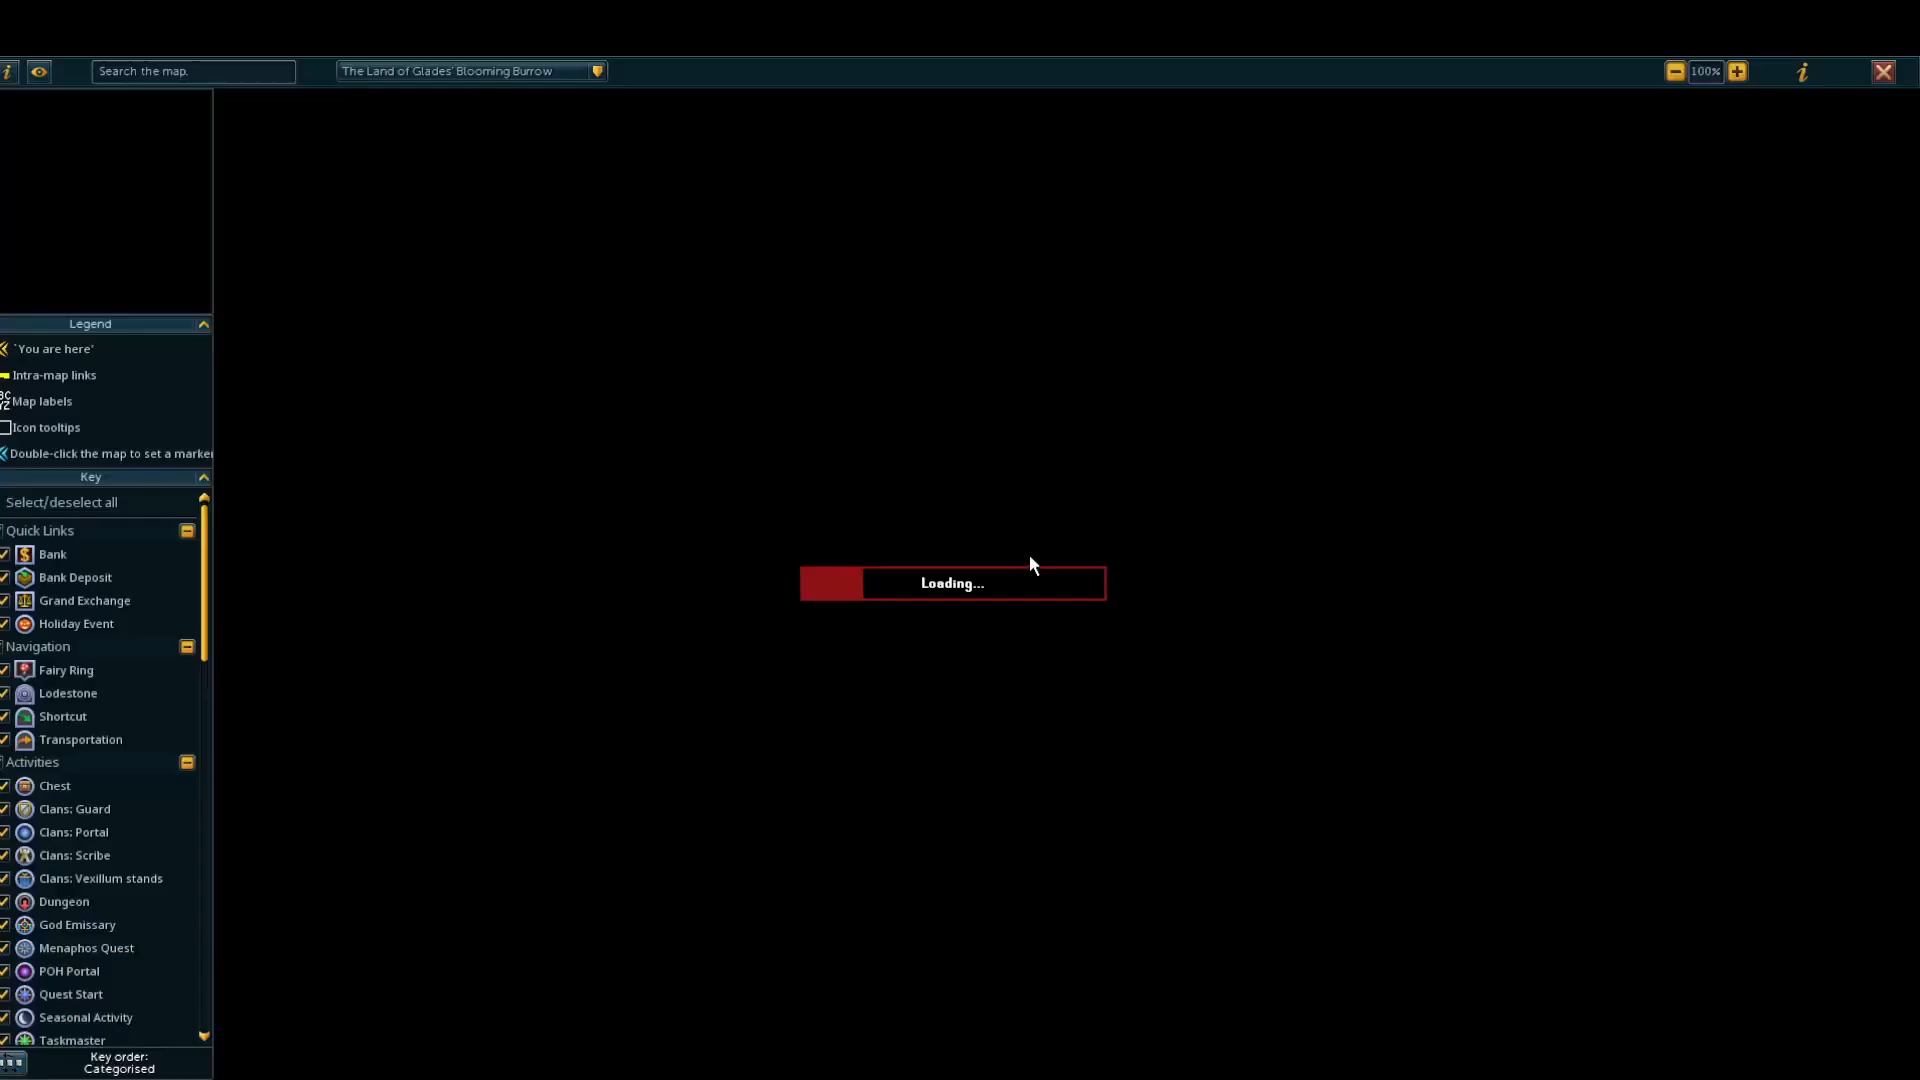 Search the map.
The Land of Glades' Blooming Burrow
100%
Legend
'You are here'
Intra-map links
Map labels
Icon tooltips
Double-click the map to set a marker
Key
Select/deselect all
Quick Links
Bank
Bank Deposit
Grand Exchange
Holiday Event
Navigation
Fairy Ring
Lodestone
Shortcut
Transportation
Activities
Chest
Clans: Guard
Clans: Portal
Clans: Scribe
Clans: Vexillum stands
Dungeon
God Emissary
Menaphos Quest
POH Portal
Quest Start
Seasonal Activity
Taskmaster
Key order:
Categorised
Loading...